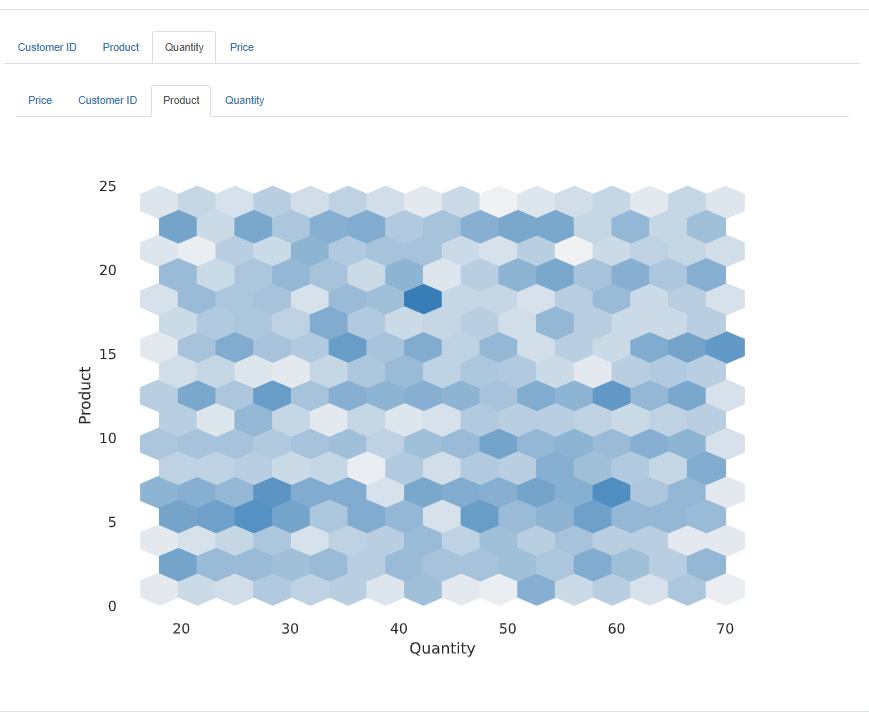 Customer ID Product Quantity Price
Price Customer ID Product Quantity
25
20
15
10
5
0
Product
20 30 40 50 60 70
Quantity